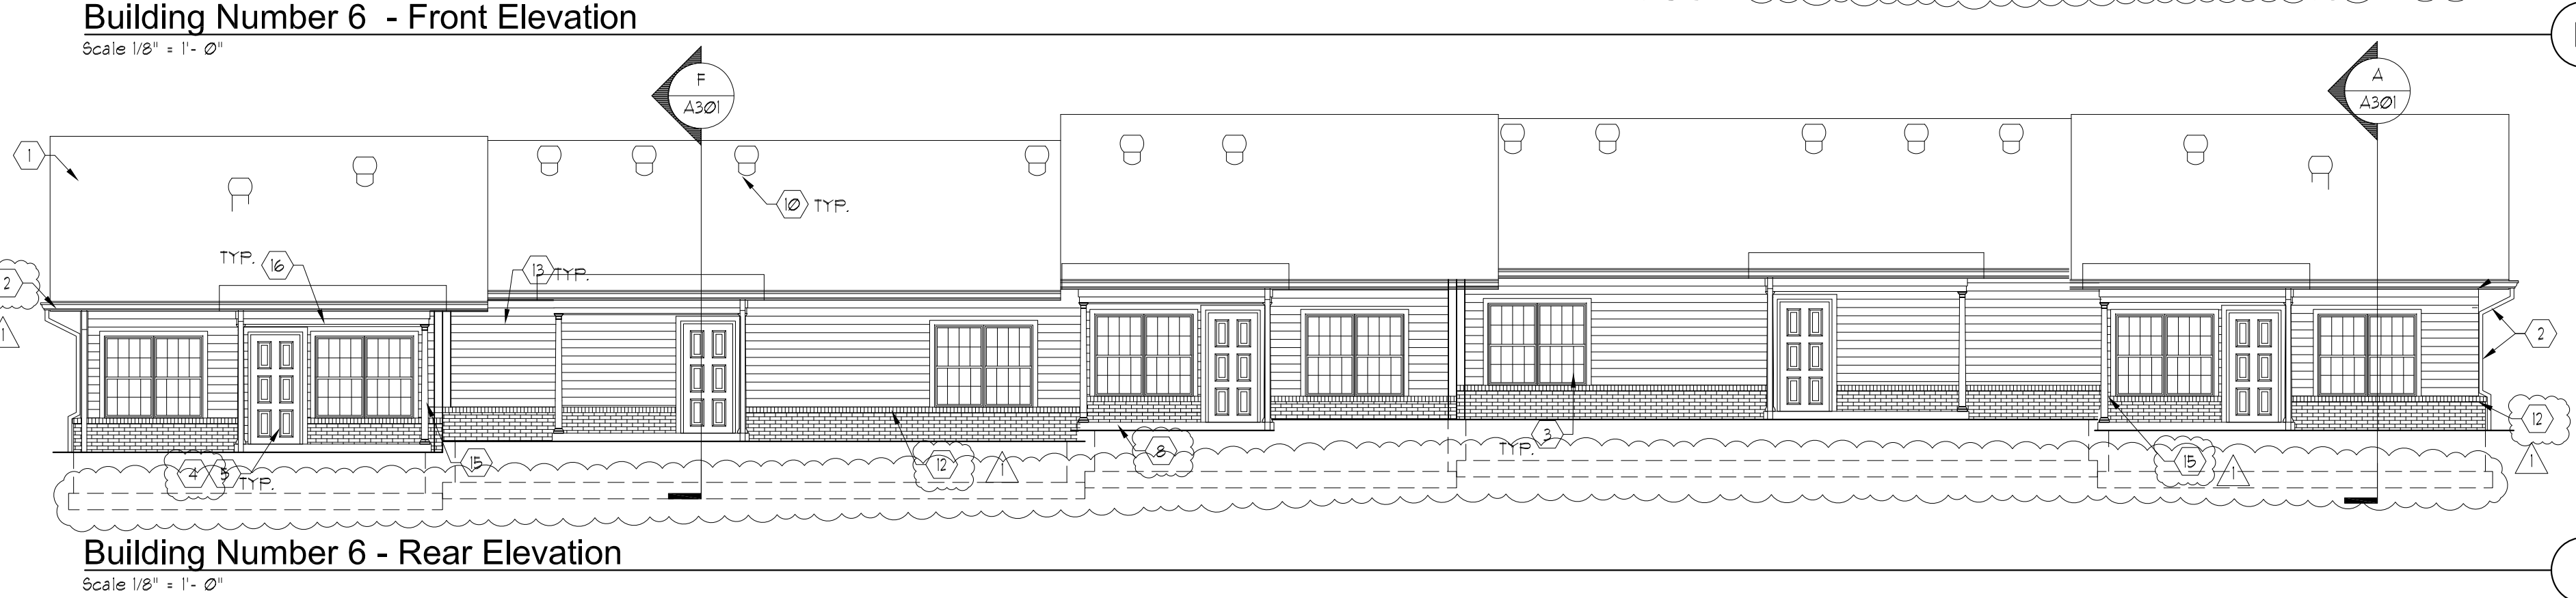 Building Number 6 - Front Elevation
Scale 1/8" = 1'- 0"
F
A301
A
A301
1
10 TYP.
TYP. 16
13 TYP.
2
1
2
12
1
4 5 TYP.
15
12 1
8
TYP. 3
15 1
Building Number 6 - Rear Elevation
Scale 1/8" = 1'- 0"